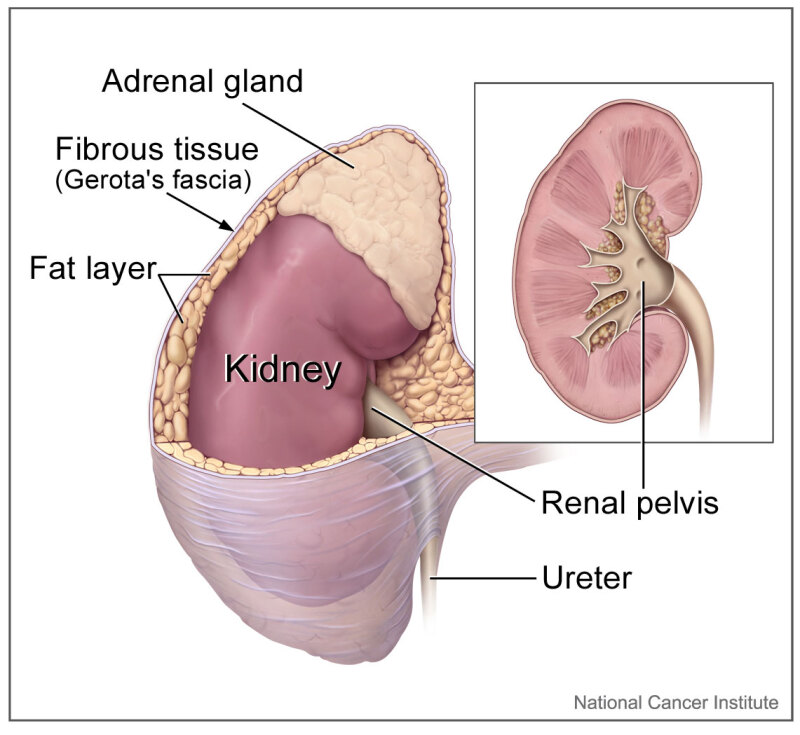 Adrenal gland
Fibrous tissue
(Gerota's fascia)
Fat layer
Kidney
Renal pelvis
Ureter
National Cancer Institute